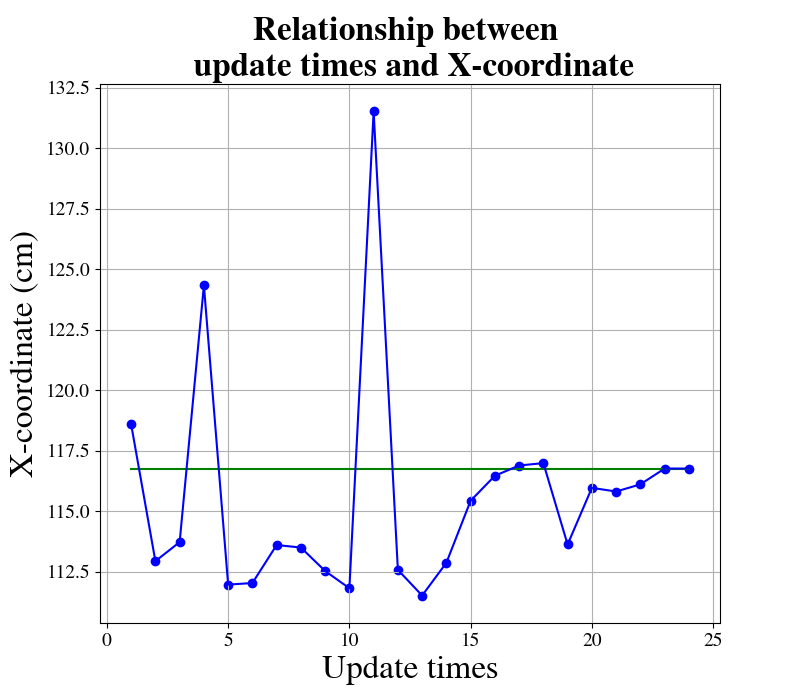 Relationship between
update times and X-coordinate
132.5
130.0
127.5
125.0
122.5
120.0
117.5
115.0
112.5
X-coordinate (cm)
0 5 10 15 20 25
Update times